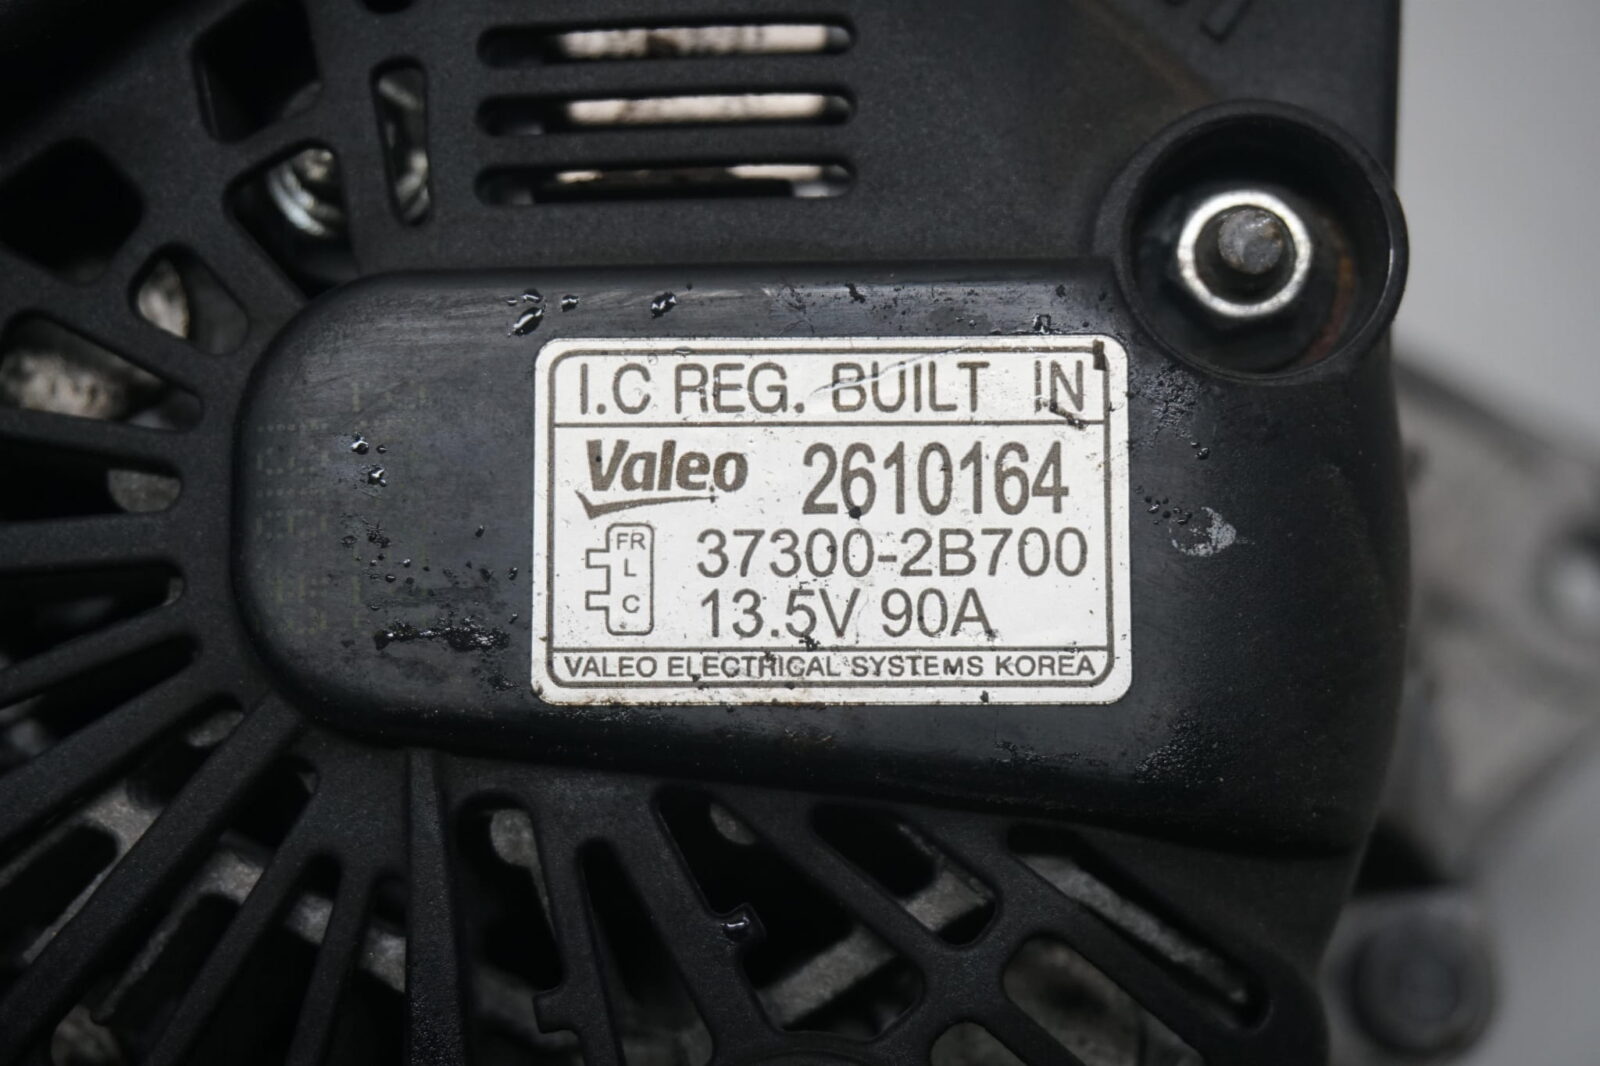 I.C REG. BUILT IN
Valeo 2610164
FR
L
C
37300-2B700
13.5V 90A
VALEO ELECTRICAL SYSTEMS KOREA